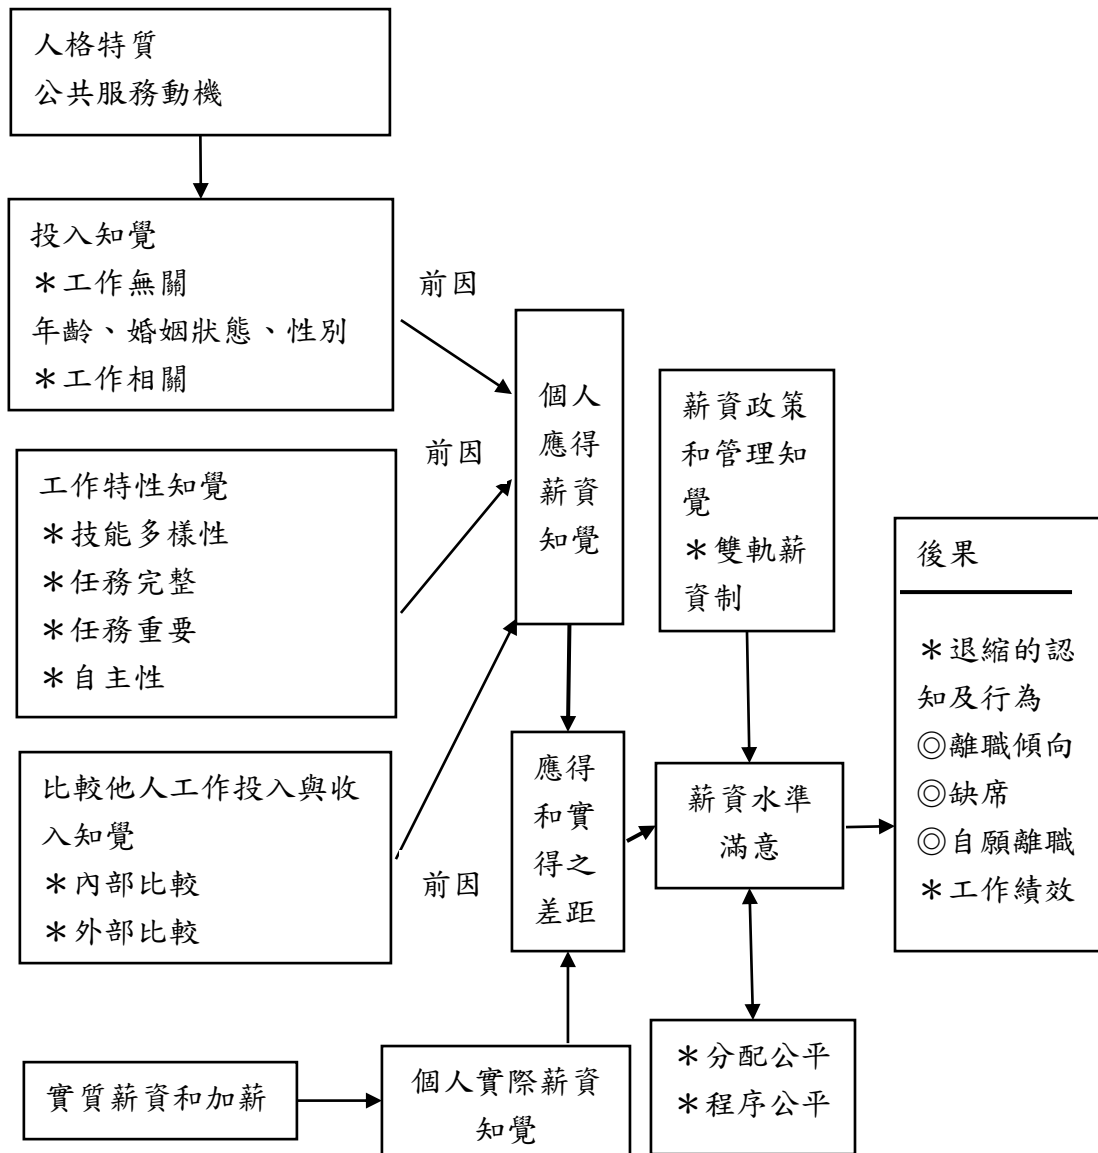 人格特質
公共服務動機
投入知覺
＊工作無關
年齡、婚姻狀態、性別
＊工作相關
前因
工作特性知覺
＊技能多樣性
＊任務完整
＊任務重要
＊自主性
前因
比較他人工作投入與收
入知覺
＊內部比較
＊外部比較
前因
實質薪資和加薪
個人實際薪資
知覺
個人
應得
薪資
知覺
應得
和實
得之
差距
薪資政策
和管理知
覺
＊雙軌薪
資制
薪資水準
滿意
＊分配公平
＊程序公平
後果
＊退縮的認
知及行為
◎離職傾向
◎缺席
◎自願離職
＊工作績效